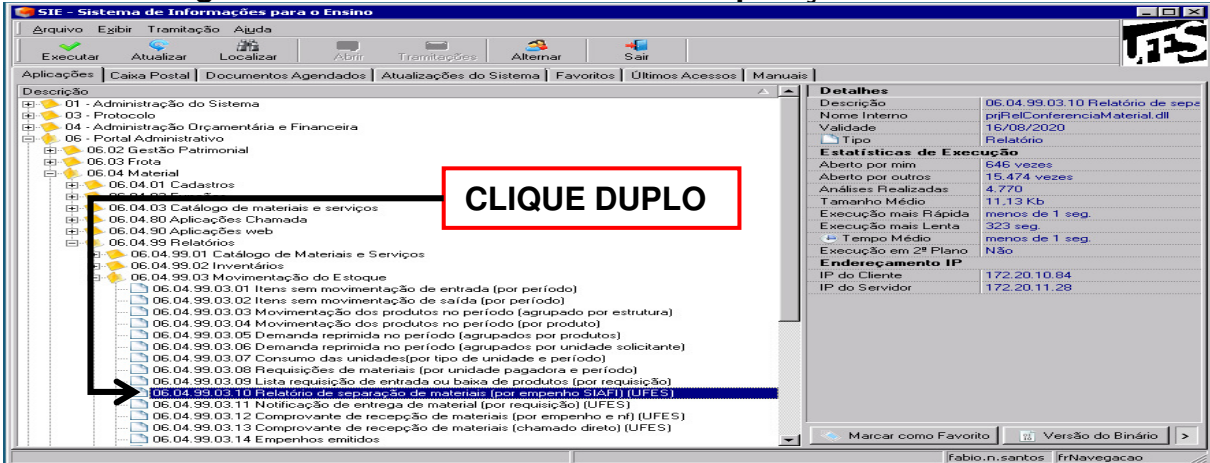 SIE - Sistema de Informações para o Ensino
Arquivo Exibir Tramitação Ajuda
Executar Atualizar Localizar Abrir Tramitações Alternar Sair
UFES
Aplicações Caixa Postal Documentos Agendados Atualizações do Sistema Favoritos Últimos Acessos Manuais
Descrição
01 - Administração do Sistema
03 - Protocolo
04 - Administração Orçamentária e Financeira
06 - Portal Administrativo
06.02 Gestão Patrimonial
06.03 Frota
06.04 Material
06.04.01 Cadastros
06.04.03 Catálogo de materiais e serviços
06.04.80 Aplicações Chamada
06.04.90 Aplicações web
06.04.99 Relatórios
06.04.99.01 Catálogo de Materiais e Serviços
06.04.99.02 Inventários
06.04.99.03 Movimentação do Estoque
06.04.99.03.01 Itens sem movimentação de entrada (por período)
06.04.99.03.02 Itens sem movimentação de saída (por período)
06.04.99.03.03 Movimentação dos produtos no período (agrupado por estrutura)
06.04.99.03.04 Movimentação dos produtos no período (por produto)
06.04.99.03.05 Demanda reprimida no período (agrupados por produtos)
06.04.99.03.06 Demanda reprimida no período (agrupados por unidade solicitante)
06.04.99.03.07 Consumo das unidades(por tipo de unidade e período)
06.04.99.03.08 Requisições de materiais (por unidade pagadora e período)
06.04.99.03.09 Lista requisição de entrada ou baixa de produtos (por requisição)
06.04.99.03.10 Relatório de separação de materiais (por empenho SIAFI) (UFES)
06.04.99.03.11 Notificação de entrega de material (por requisição) (UFES)
06.04.99.03.12 Comprovante de recepção de materiais (por empenho e nf) (UFES)
06.04.99.03.13 Comprovante de recepção de materiais (chamado direto) (UFES)
06.04.99.03.14 Empenhos emitidos
CLIQUE DUPLO
Detalhes
Descrição 06.04.99.03.10 Relatório de sepa
Nome Interno prjRelConferenciaMaterial.dll
Validade 16/08/2020
Tipo Relatório
Estatísticas de Execução
Aberto por mim 646 vezes
Aberto por outros 15.474 vezes
Análises Realizadas 4.770
Tamanho Médio 11,13 Kb
Execução mais Rápida menos de 1 seg.
Execução mais Lenta 323 seg.
Tempo Médio menos de 1 seg.
Execução em 2º Plano Não
Endereçamento IP
IP do Cliente 172.20.10.84
IP do Servidor 172.20.11.28
Marcar como Favorito Versão do Binário >
fabio.n.santos frNavegacao